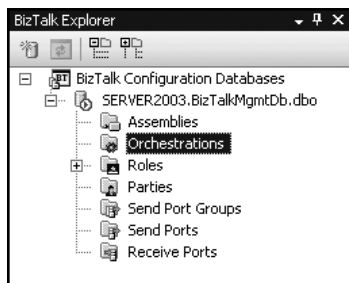 BizTalk Explorer
BizTalk Configuration Databases
SERVER2003.BizTalkMgmtDb.dbo
Assemblies
Orchestrations
Roles
Parties
Send Port Groups
Send Ports
Receive Ports